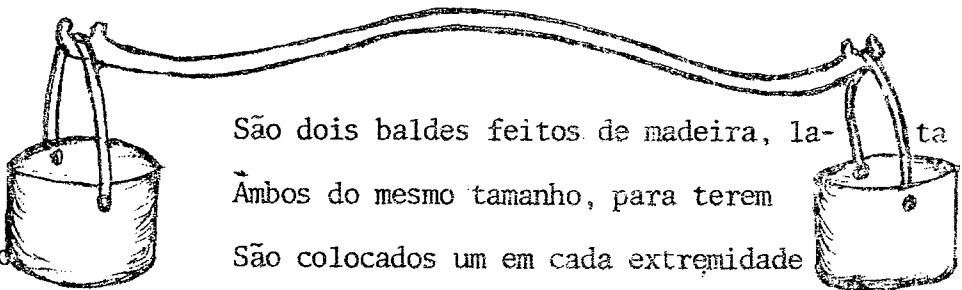 São dois baldes feitos de madeira, la- ta
Ambos do mesmo tamanho, para terem
São colocados um em cada extremidade